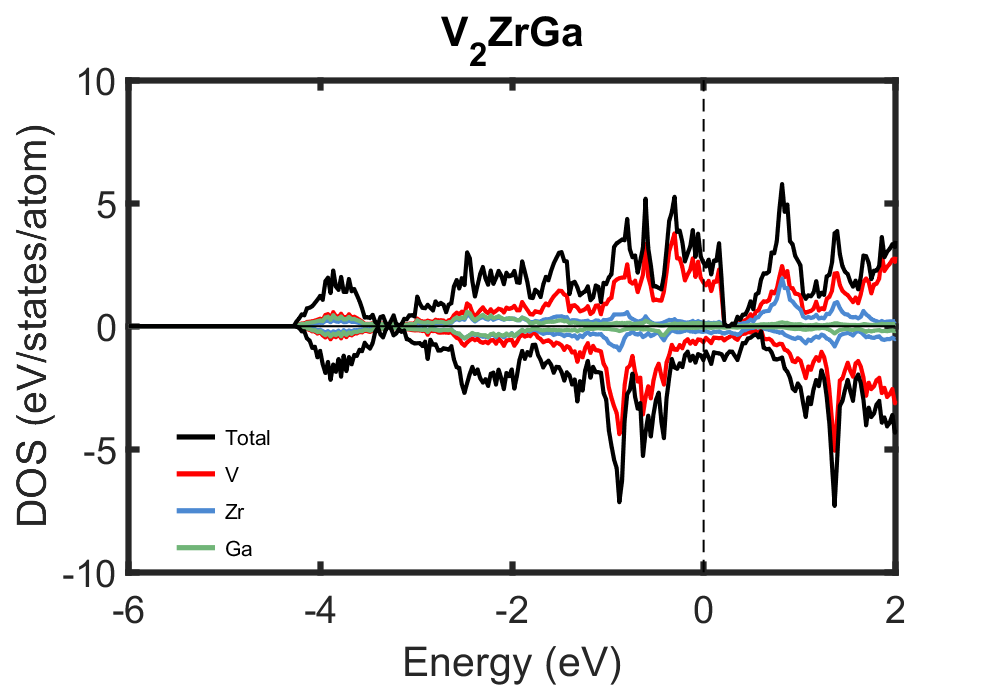 V₂ZrGa
DOS (eV/states/atom)
10
5
0
-5
-10
Total
V
Zr
Ga
-6 -4 -2 0 2
Energy (eV)